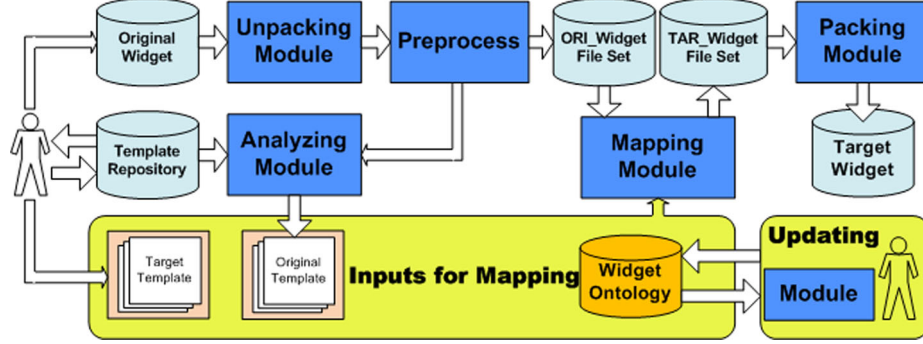 Original
Widget
Unpacking
Module
Preprocess
ORI_Widget
File Set
TAR_Widget
File Set
Packing
Module
Template
Repository
Analyzing
Module
Mapping
Module
Target
Widget
Target
Template
Original
Template
Inputs for Mapping
Widget
Ontology
Updating
Module